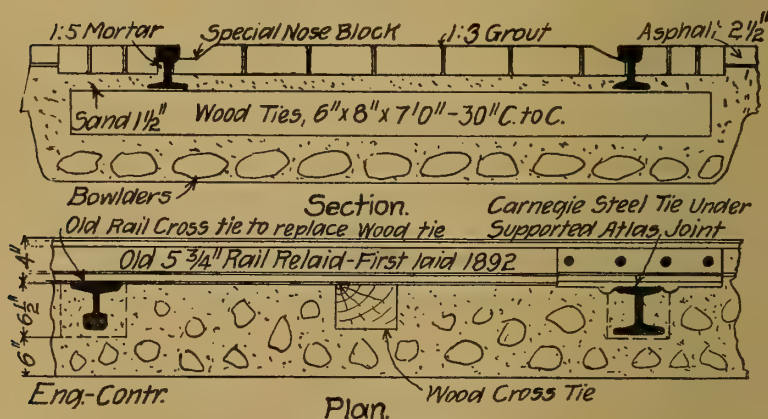 1:5 Mortar Special Nose Block 1:3 Grout Asphalt 2½"
Sand 1½" Wood Ties, 6"x8"x7'0"-30"C.toC.
Bowlders
Section.
Old Rail Cross tie to replace Wood tie
Carnegie Steel Tie Under
Supported Atlas Joint
Old 5¾" Rail Relaid-First laid 1892
4"
6½"
6"
Eng.-Contr.
Wood Cross Tie
Plan.